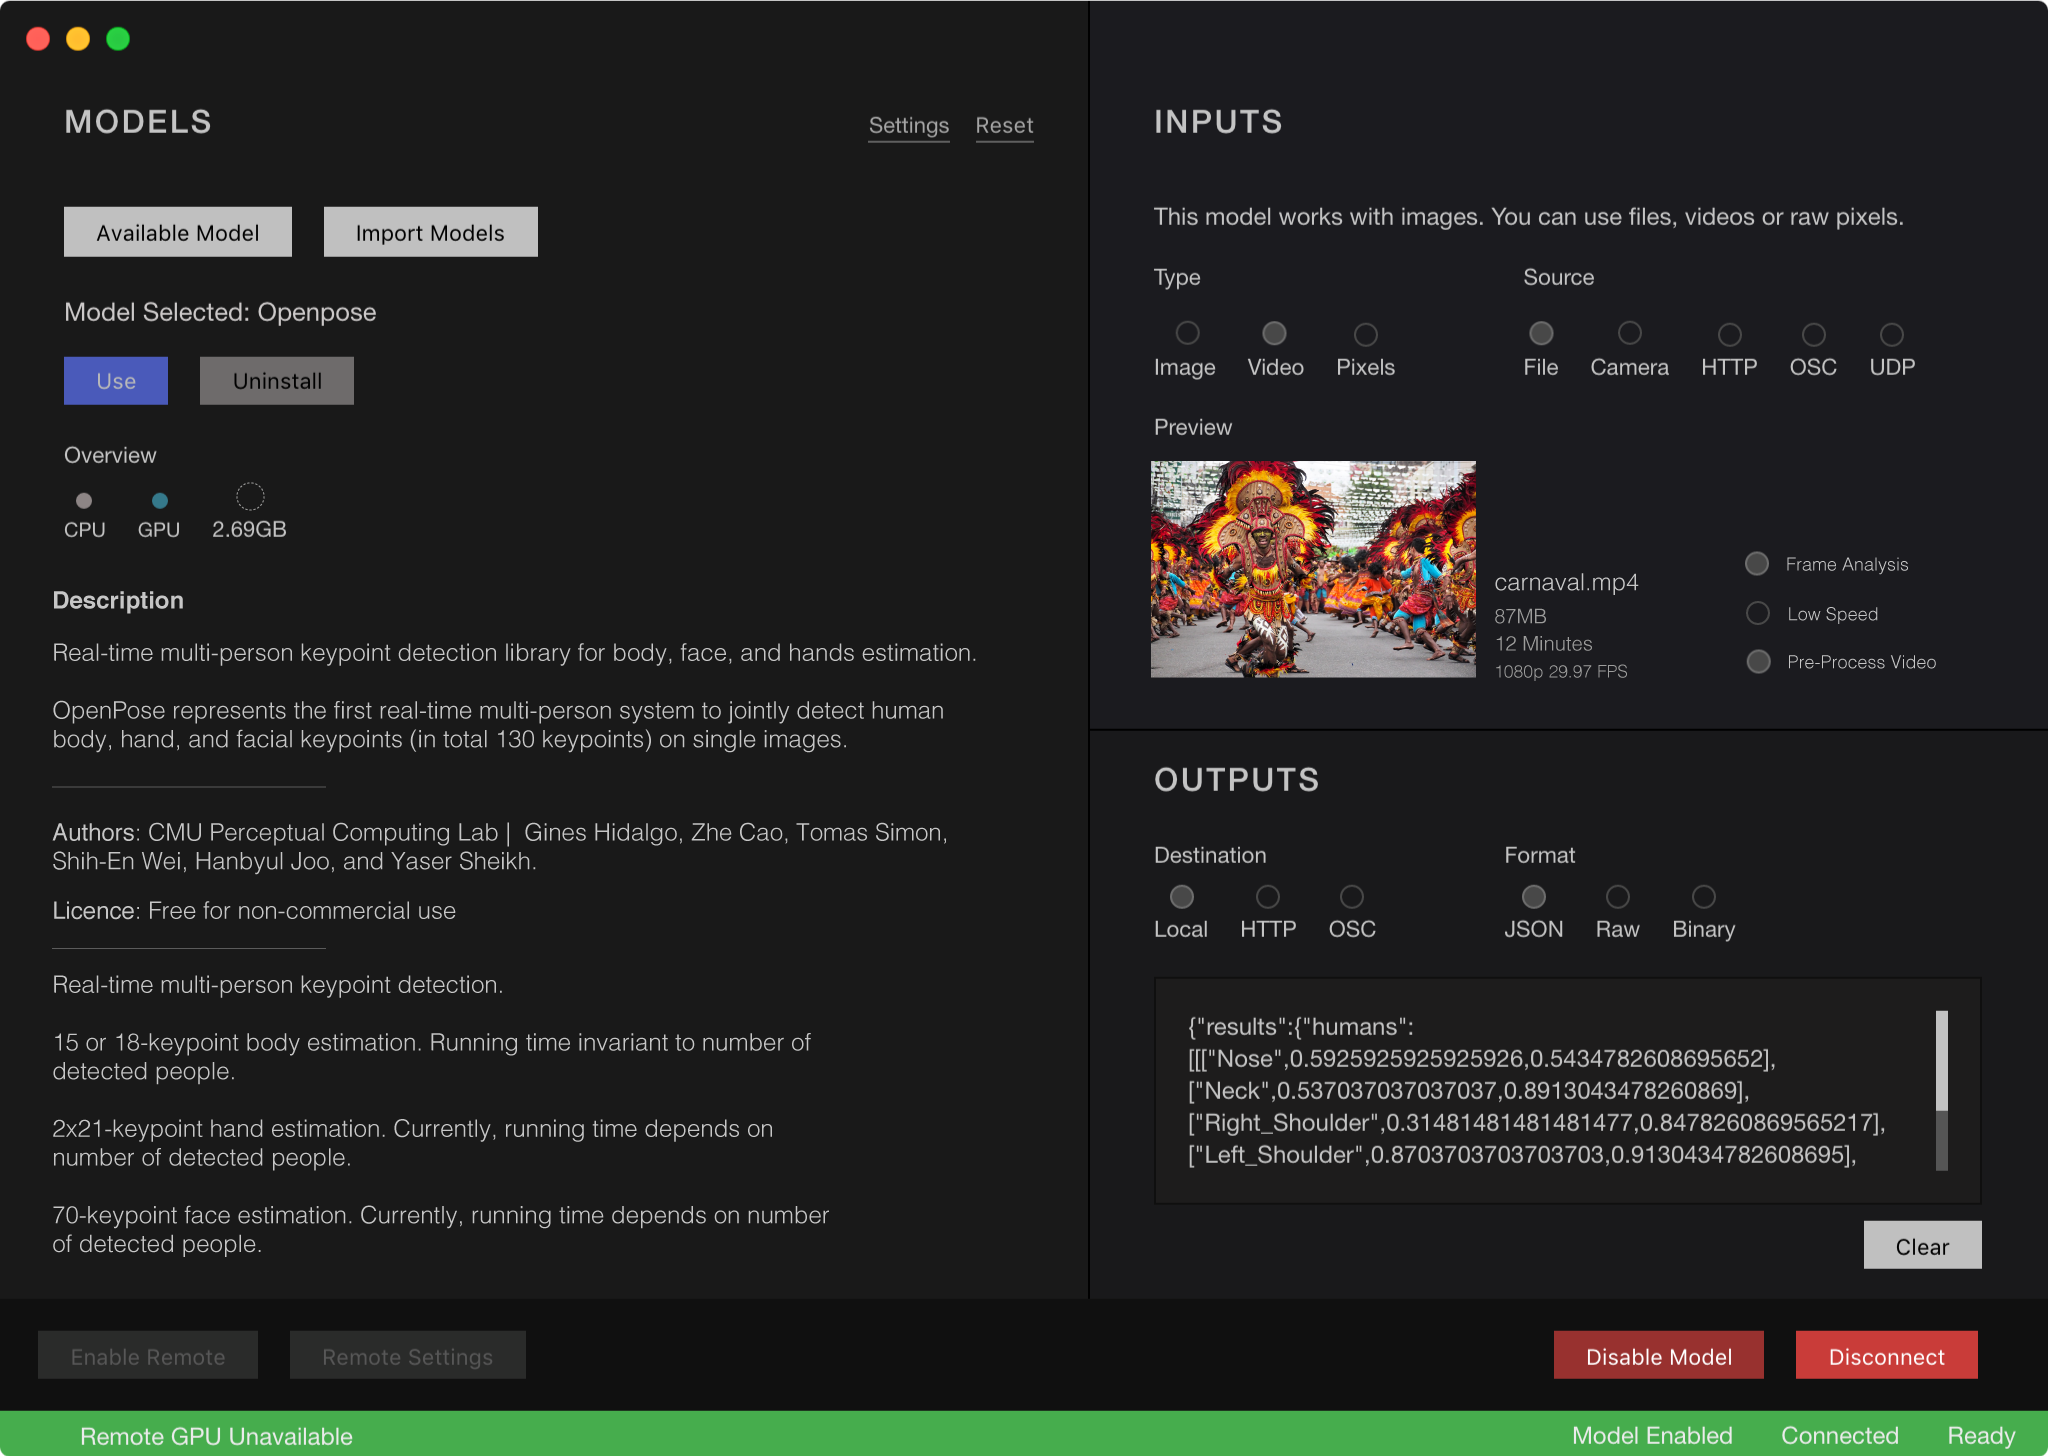 MODELS
Settings Reset
Available Model Import Models
Model Selected: Openpose
Use Uninstall
Overview
CPU GPU 2.69GB
Description
Real-time multi-person keypoint detection library for body, face, and hands estimation.
OpenPose represents the first real-time multi-person system to jointly detect human
body, hand, and facial keypoints (in total 130 keypoints) on single images.
Authors: CMU Perceptual Computing Lab | Gines Hidalgo, Zhe Cao, Tomas Simon,
Shih-En Wei, Hanbyul Joo, and Yaser Sheikh.
Licence: Free for non-commercial use
Real-time multi-person keypoint detection.
15 or 18-keypoint body estimation. Running time invariant to number of
detected people.
2x21-keypoint hand estimation. Currently, running time depends on
number of detected people.
70-keypoint face estimation. Currently, running time depends on number
of detected people.
INPUTS
This model works with images. You can use files, videos or raw pixels.
Type
Image Video Pixels
Source
File Camera HTTP OSC UDP
Preview
carnaval.mp4
87MB
12 Minutes
1080p 29.97 FPS
Frame Analysis
Low Speed
Pre-Process Video
OUTPUTS
Destination
Local HTTP OSC
Format
JSON Raw Binary
{"results":{"humans":
[[["Nose",0.5925925925925926,0.5434782608695652],
["Neck",0.537037037037037,0.8913043478260869],
["Right_Shoulder",0.31481481481481477,0.8478260869565217],
["Left_Shoulder",0.8703703703703703,0.9130434782608695],
Clear
Enable Remote Remote Settings Disable Model Disconnect
Remote GPU Unavailable Model Enabled Connected Ready